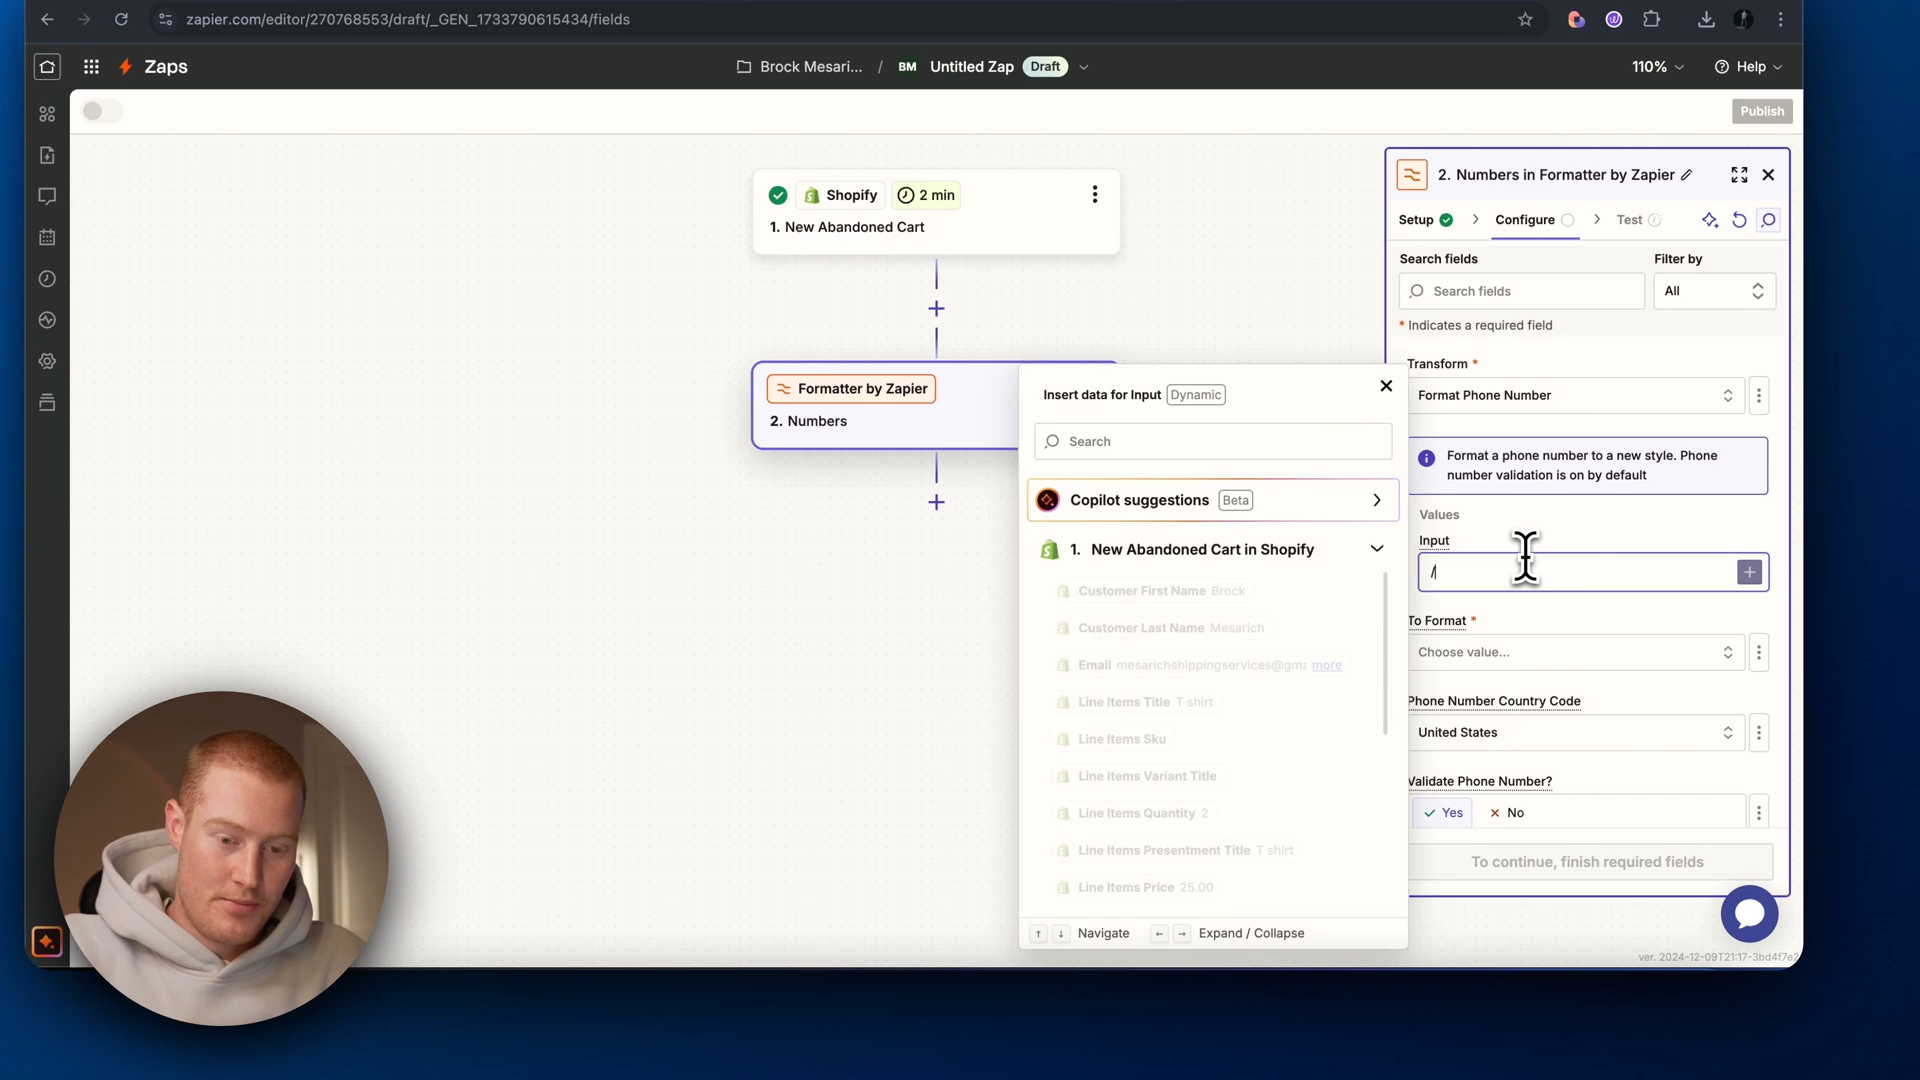 zapier.com/editor/270768553/draft/_GEN_1733790615434/fields
Zaps
Brock Mesari... / BM Untitled Zap Draft
110%
Help
Publish
Shopify
2 min
1. New Abandoned Cart
Formatter by Zapier
2. Numbers
2. Numbers in Formatter by Zapier
Setup
Configure
Test
Search fields
Filter by
Search fields
All
* Indicates a required field
Transform *
Format Phone Number
Format a phone number to a new style. Phone
number validation is on by default
Values
Input
/
To Format *
Choose value...
Phone Number Country Code
United States
Validate Phone Number?
Yes
No
To continue, finish required fields
Insert data for Input Dynamic
Search
Copilot suggestions Beta
1. New Abandoned Cart in Shopify
Customer First Name Brock
Customer Last Name Mesarich
Email mesarichshippingservices@gma more
Line Items Title T shirt
Line Items Sku
Line Items Variant Title
Line Items Quantity 2
Line Items Presentment Title T shirt
Line Items Price 25.00
↑ ↓ Navigate ← → Expand / Collapse
ver. 2024-12-09T21:17-3bd4f7e2